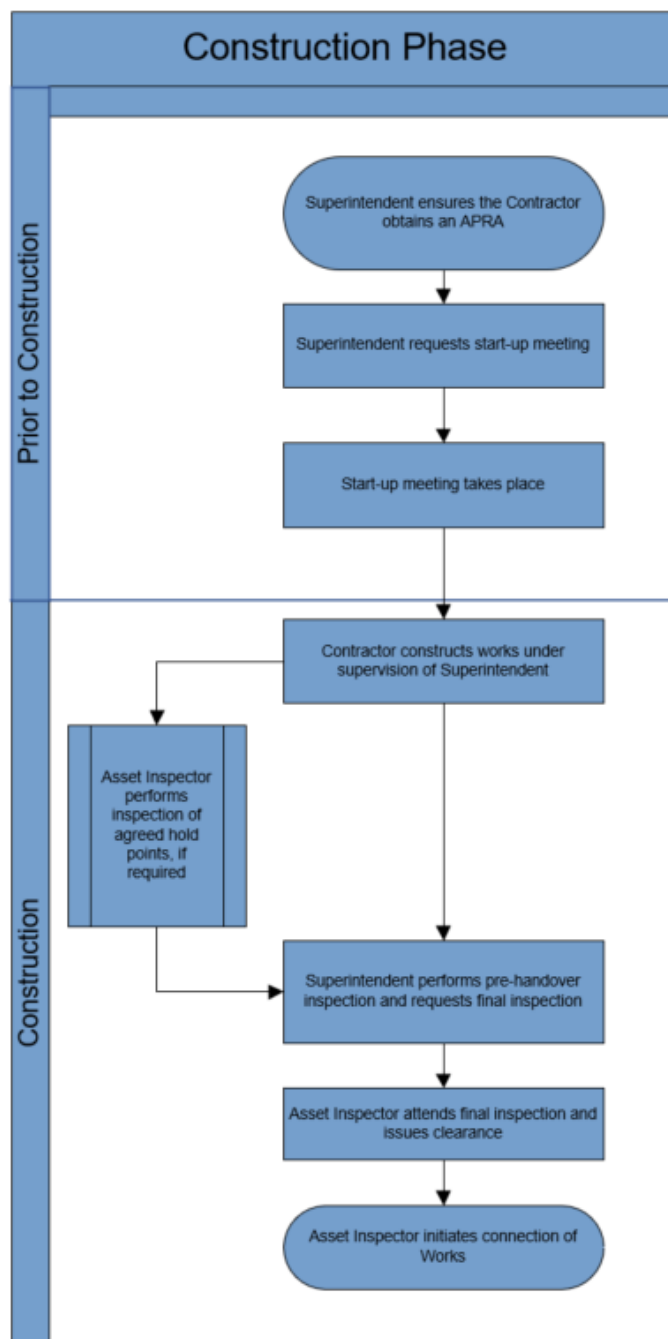 Construction Phase
Prior to Construction
Superintendent ensures the Contractor
obtains an APRA
Superintendent requests start-up meeting
Start-up meeting takes place
Construction
Contractor constructs works under
supervision of Superintendent
Asset Inspector
performs
inspection of
agreed hold
points, if
required
Superintendent performs pre-handover
inspection and requests final inspection
Asset Inspector attends final inspection and
issues clearance
Asset Inspector initiates connection of
Works